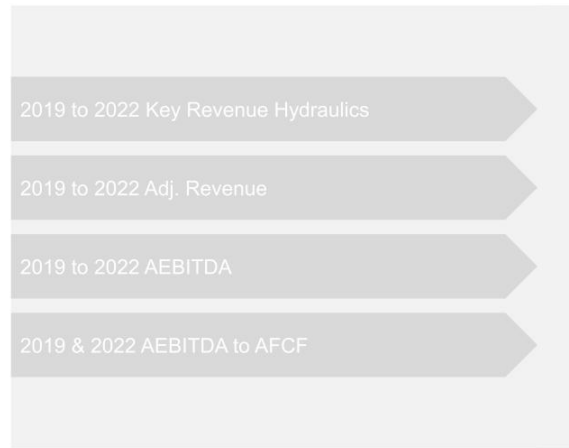 2019 to 2022 Key Revenue Hydraulics
2019 to 2022 Adj. Revenue
2019 to 2022 AEBITDA
2019 & 2022 AEBITDA to AFCF